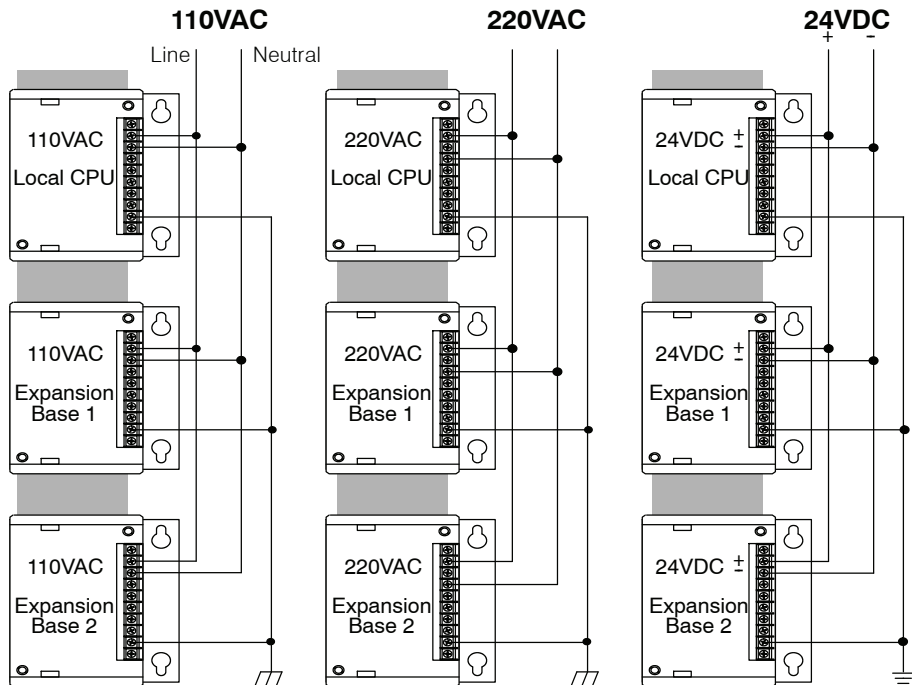 110VAC
220VAC
24VDC
Line
Neutral
+ -
110VAC
Local CPU
220VAC
Local CPU
24VDC + -
Local CPU
110VAC
Expansion
Base 1
220VAC
Expansion
Base 1
24VDC + -
Expansion
Base 1
110VAC
Expansion
Base 2
220VAC
Expansion
Base 2
24VDC + -
Expansion
Base 2